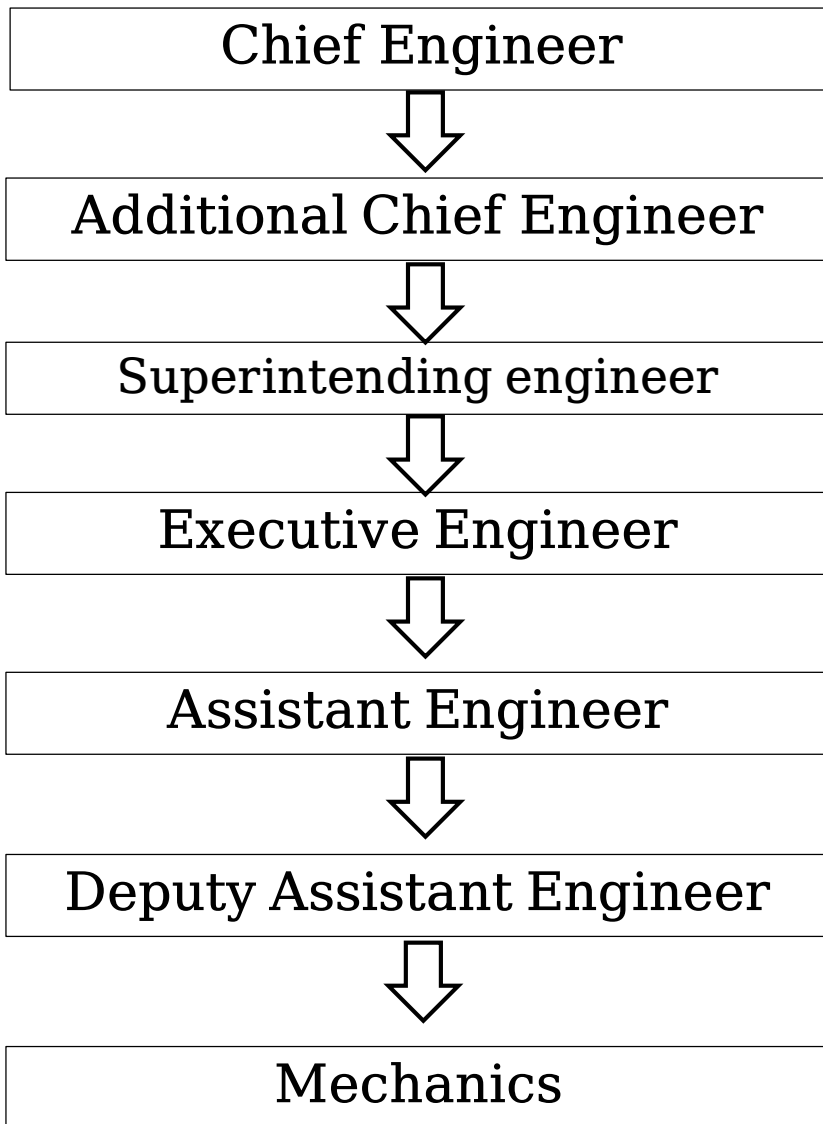 Chief Engineer
Additional Chief Engineer
Superintending engineer
Executive Engineer
Assistant Engineer
Deputy Assistant Engineer
Mechanics